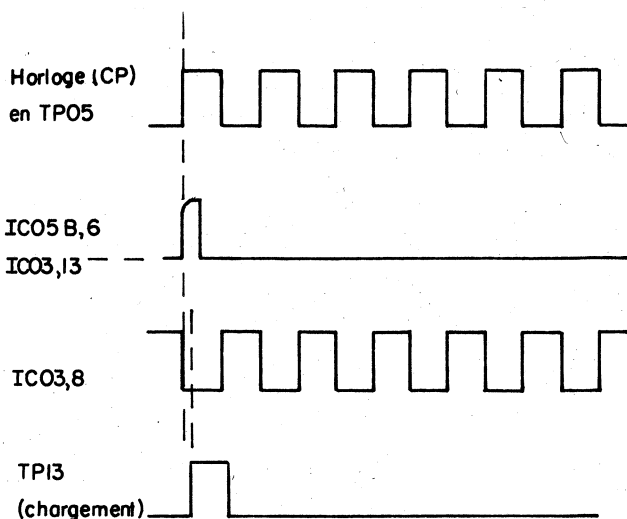 Horloge (CP)
en TP05
IC05 B,6
IC03,13
IC03,8
TP13
(chargement)